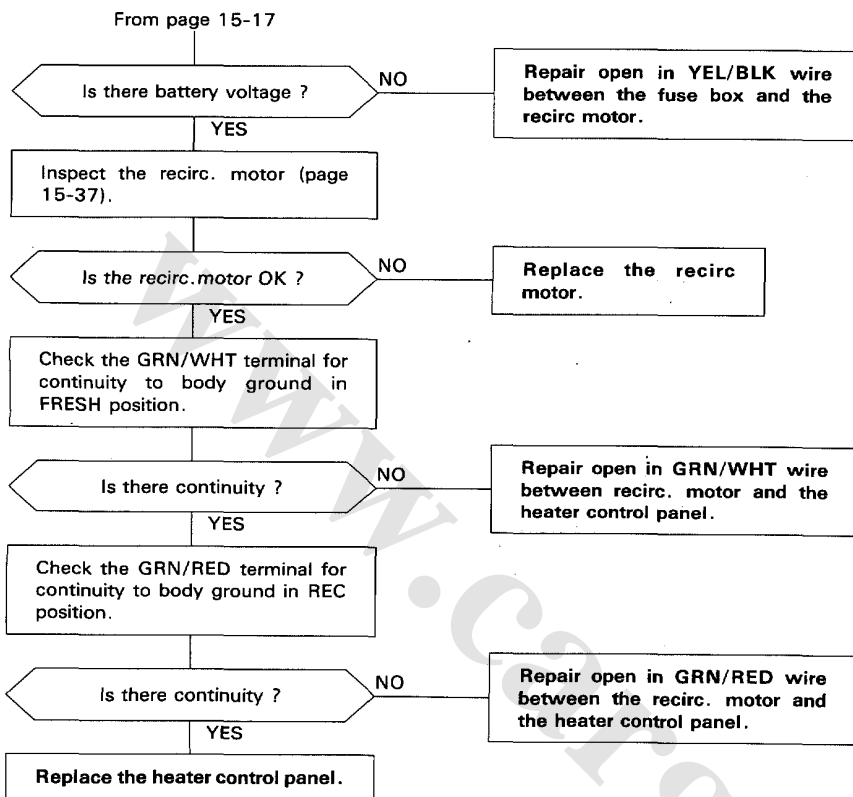 From page 15-17
Is there battery voltage ?
NO
Repair open in YEL/BLK wire
between the fuse box and the
recirc motor.
YES
Inspect the recirc. motor (page
15-37).
Is the recirc.motor OK ?
NO
Replace the recirc
motor.
YES
Check the GRN/WHT terminal for
continuity to body ground in
FRESH position.
Is there continuity ?
NO
Repair open in GRN/WHT wire
between recirc. motor and the
heater control panel.
YES
Check the GRN/RED terminal for
continuity to body ground in REC
position.
Is there continuity ?
NO
Repair open in GRN/RED wire
between the recirc. motor and
the heater control panel.
YES
Replace the heater control panel.